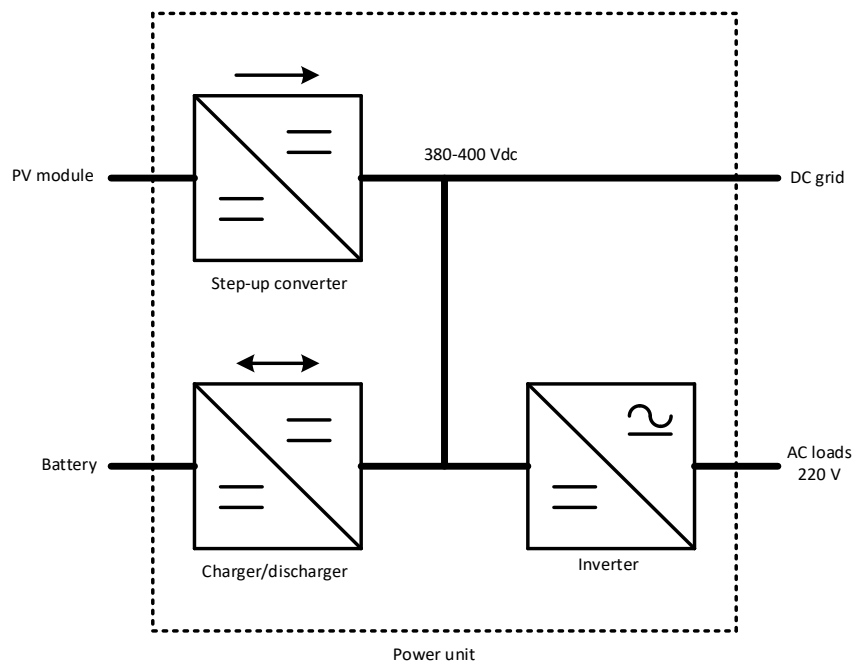 PV module
380-400 Vdc
DC grid
Step-up converter
Battery
AC loads
220 V
Charger/discharger
Inverter
Power unit